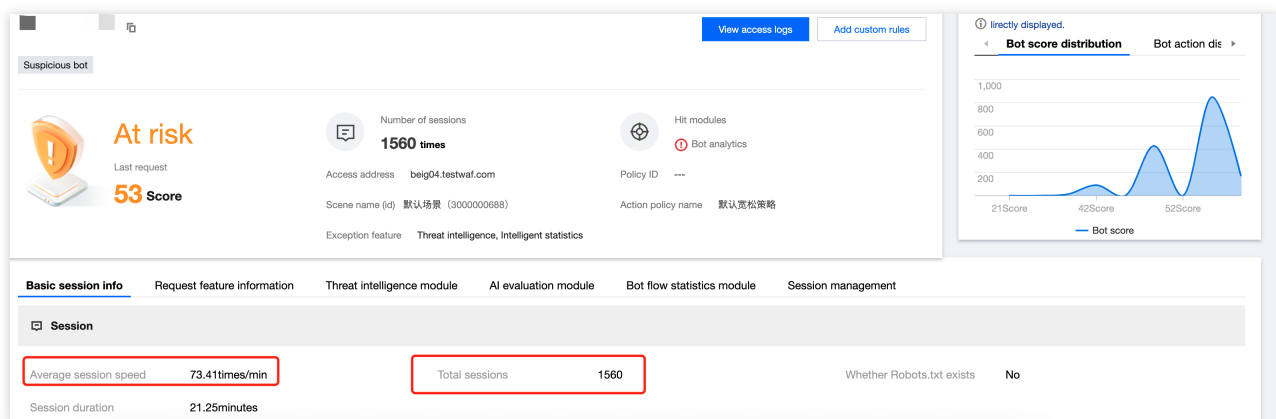 View access logs
Add custom rules
Suspicious bot
At risk
Last request
53 Score
Number of sessions
1560 times
Hit modules
Bot analytics
Access address beig04.testwaf.com
Policy ID ---
Scene name (id) 默认场景（3000000688）
Action policy name 默认宽松策略
Exception feature Threat intelligence, Intelligent statistics
lirectly displayed.
Bot score distribution Bot action dis
1,000
800
600
400
200
21Score 42Score 52Score
Bot score
Basic session info Request feature information Threat intelligence module AI evaluation module Bot flow statistics module Session management
Session
Average session speed 73.41times/min Total sessions 1560 Whether Robots.txt exists No
Session duration 21.25minutes